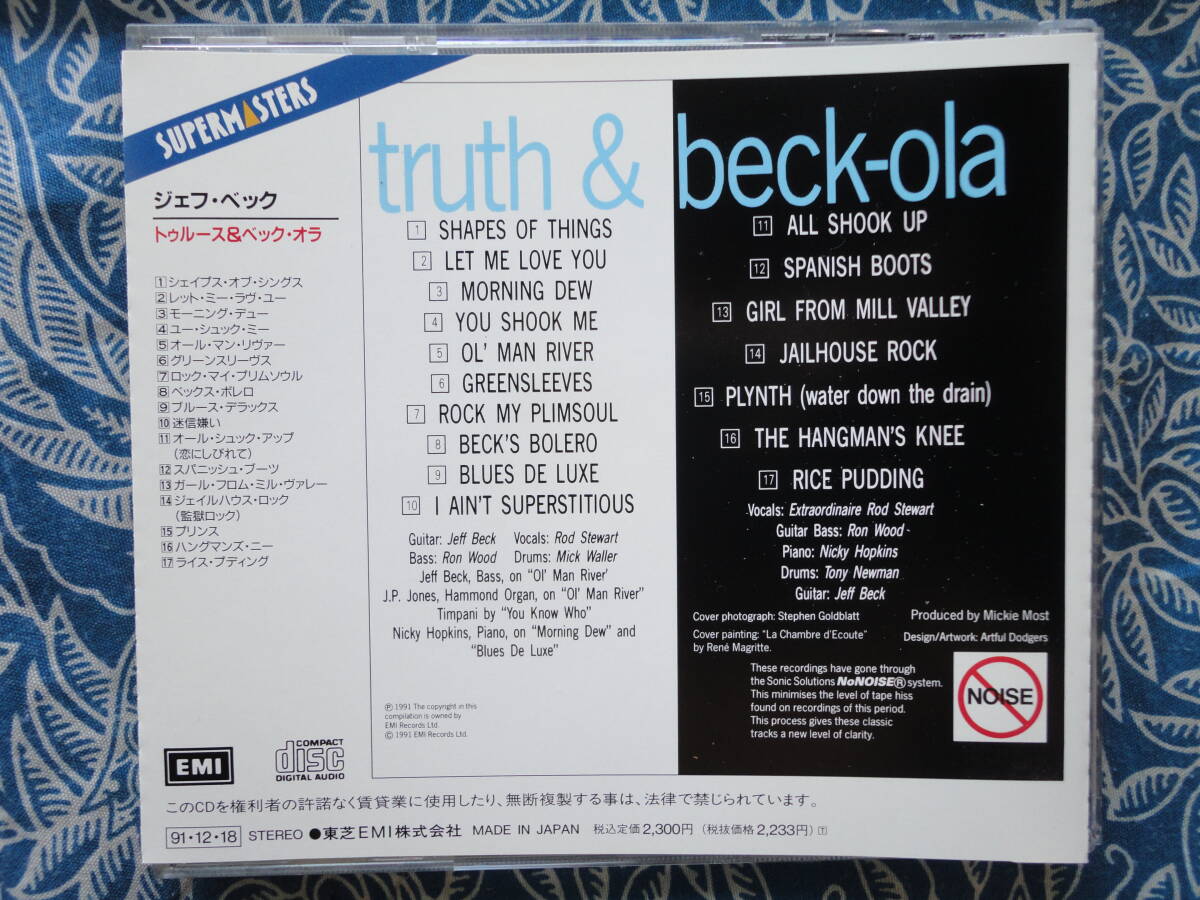 SUPERMASTERS
ジェフ・ベック
トゥルース&ベック・オラ
1 シェイプス・オブ・シングス
2 レット・ミー・ラヴ・ユー
3 モーニング・デュー
4 ユー・シュック・ミー
5 オール・マン・リヴァー
6 グリーンスリーヴス
7 ロック・マイ・プリムソウル
8 ベックス・ボレロ
9 ブルース・デラックス
10 迷信嫌い
11 オール・シュック・アップ
(恋にしびれて)
12 スパニッシュ・ブーツ
13 ガール・フロム・ミル・ヴァレー
14 ジェイルハウス・ロック
(監獄ロック)
15 プリンス
16 ハングマンズ・ニー
17 ライス・プディング
truth & beck-ola
1 SHAPES OF THINGS
2 LET ME LOVE YOU
3 MORNING DEW
4 YOU SHOOK ME
5 OL' MAN RIVER
6 GREENSLEEVES
7 ROCK MY PLIMSOUL
8 BECK'S BOLERO
9 BLUES DE LUXE
10 I AIN'T SUPERSTITIOUS
Guitar: Jeff Beck Vocals: Rod Stewart
Bass: Ron Wood Drums: Mick Waller
Jeff Beck, Bass, on "Ol' Man River'
J.P. Jones, Hammond Organ, on "Ol' Man River"
Timpani by "You Know Who"
Nicky Hopkins, Piano, on "Morning Dew" and
"Blues De Luxe"
Ⓟ 1991 The copyright in this
compilation is owned by
EMI Records Ltd.
© 1991 EMI Records Ltd.
11 ALL SHOOK UP
12 SPANISH BOOTS
13 GIRL FROM MILL VALLEY
14 JAILHOUSE ROCK
15 PLYNTH (water down the drain)
16 THE HANGMAN'S KNEE
17 RICE PUDDING
Vocals: Extraordinaire Rod Stewart
Guitar Bass: Ron Wood
Piano: Nicky Hopkins
Drums: Tony Newman
Guitar: Jeff Beck
Cover photograph: Stephen Goldblatt
Cover painting: "La Chambre d'Ecoute"
by René Magritte.
Produced by Mickie Most
Design/Artwork: Artful Dodgers
These recordings have gone through
the Sonic Solutions NoNOISE® system.
This minimises the level of tape hiss
found on recordings of this period.
This process gives these classic
tracks a new level of clarity.
NOISE
EMI
COMPACT
disc
DIGITAL AUDIO
このCDを権利者の許諾なく賃貸業に使用したり、無断複製する事は、法律で禁じられています。
91・12・18 STEREO ●東芝EMI株式会社 MADE IN JAPAN 税込定価2,300円 (税抜価格2,233円) T